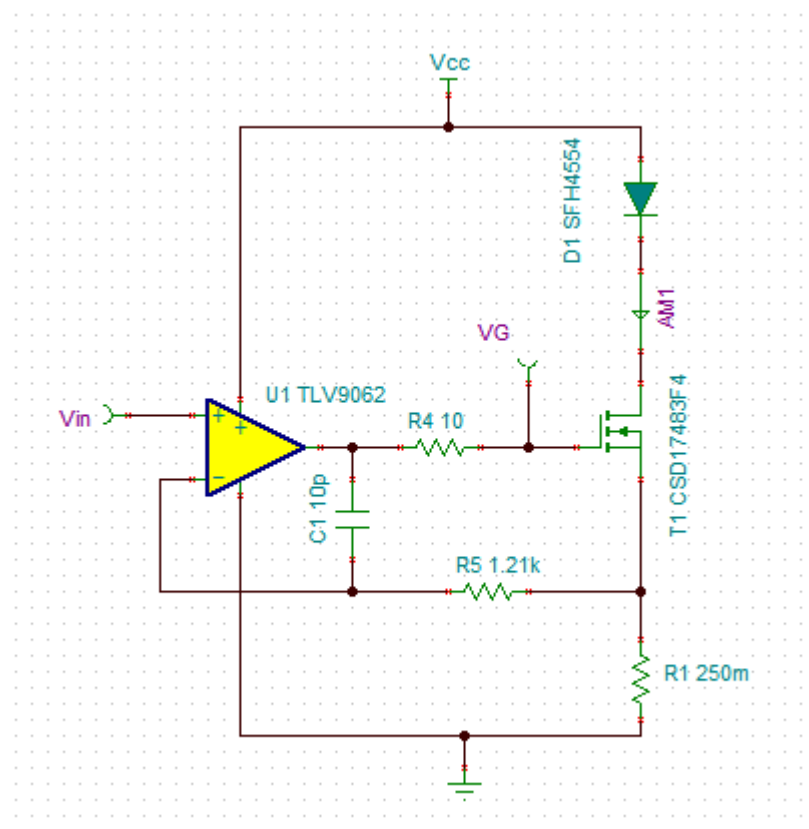 Vcc
D1 SFH4554
AM1
VG
U1 TLV9062
Vin
+
+
−
R4 10
C1 10p
T1 CSD17483F4
R5 1.21k
R1 250m